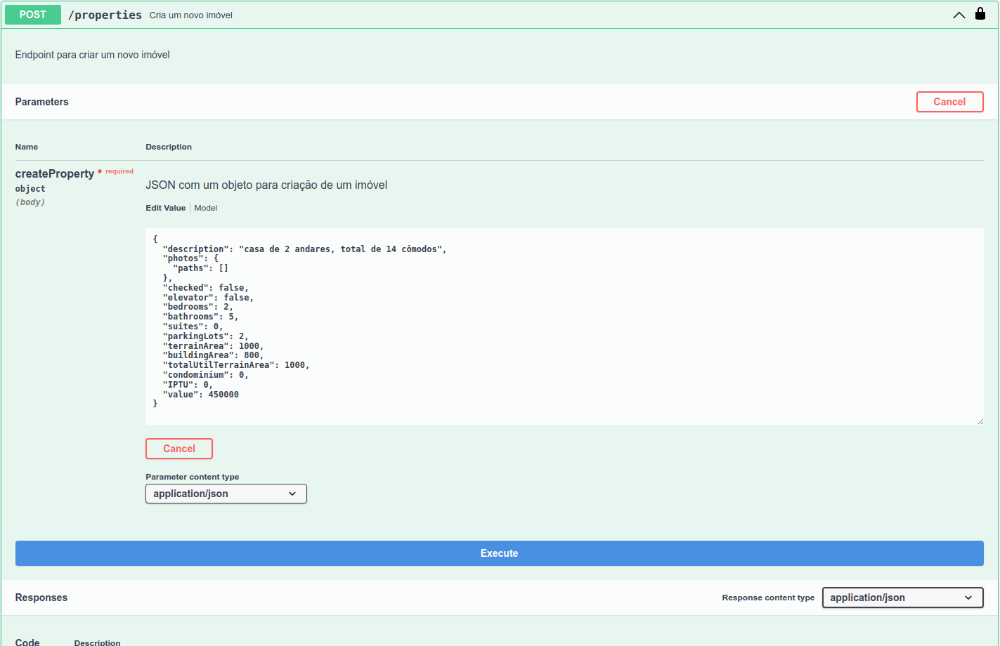 POST /properties Cria um novo imóvel
Endpoint para criar um novo imóvel
Parameters Cancel
Name Description
createProperty * required
object
(body)
JSON com um objeto para criação de um imóvel
Edit Value Model
{
  "description": "casa de 2 andares, total de 14 cômodos",
  "photos": {
    "paths": []
  },
  "checked": false,
  "elevator": false,
  "bedrooms": 2,
  "bathrooms": 5,
  "suites": 0,
  "parkingLots": 2,
  "terrainArea": 1000,
  "buildingArea": 800,
  "totalUtilTerrainArea": 1000,
  "condominium": 0,
  "IPTU": 0,
  "value": 450000
}
Cancel
Parameter content type
application/json
Execute
Responses Response content type application/json
Code Description